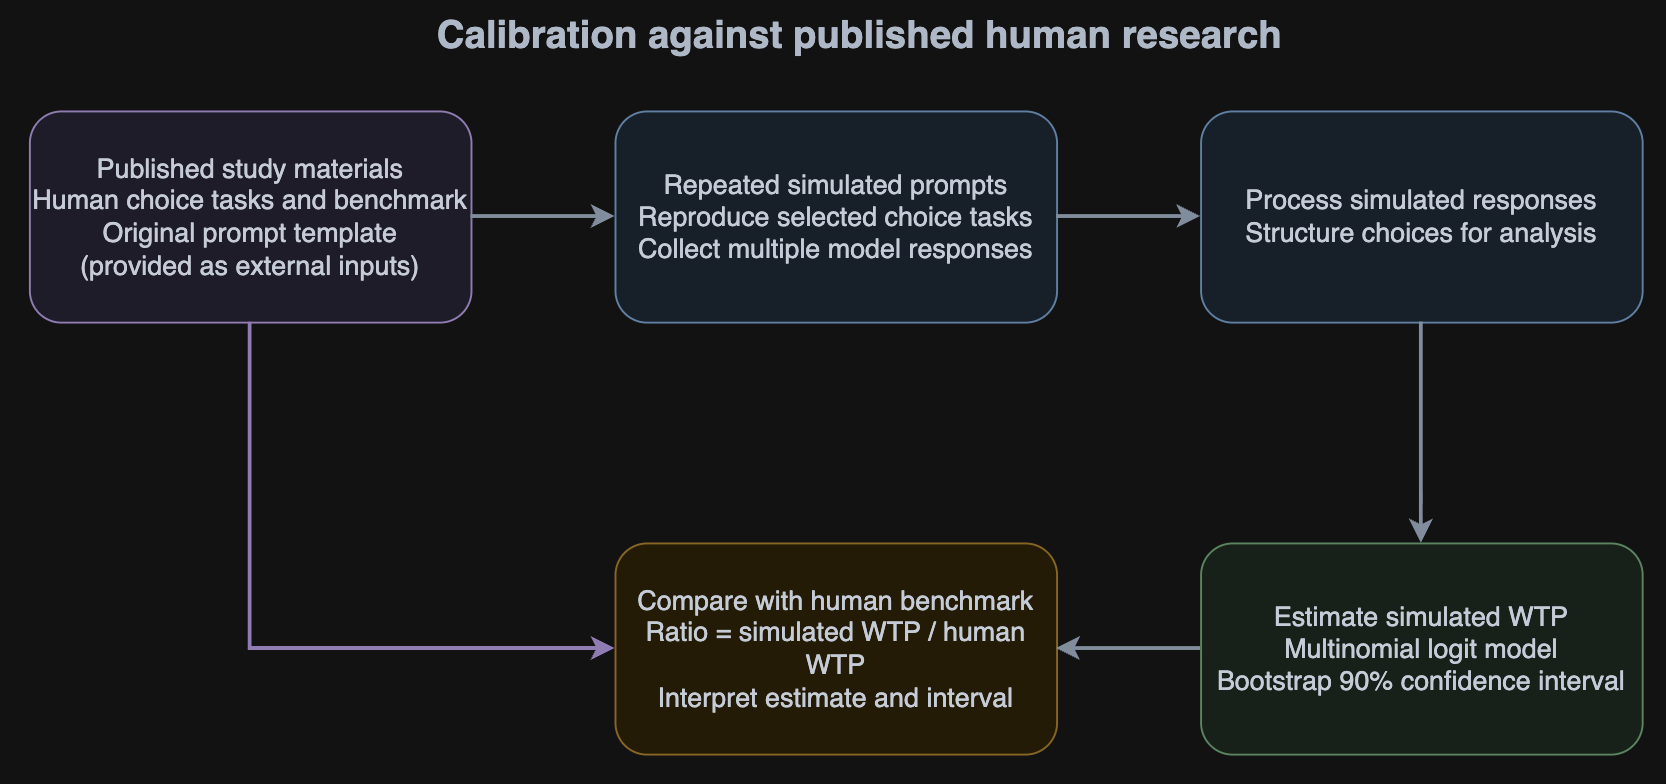 Calibration against published human research
Published study materials
Human choice tasks and benchmark
Original prompt template
(provided as external inputs)
Repeated simulated prompts
Reproduce selected choice tasks
Collect multiple model responses
Process simulated responses
Structure choices for analysis
Compare with human benchmark
Ratio = simulated WTP / human
WTP
Interpret estimate and interval
Estimate simulated WTP
Multinomial logit model
Bootstrap 90% confidence interval